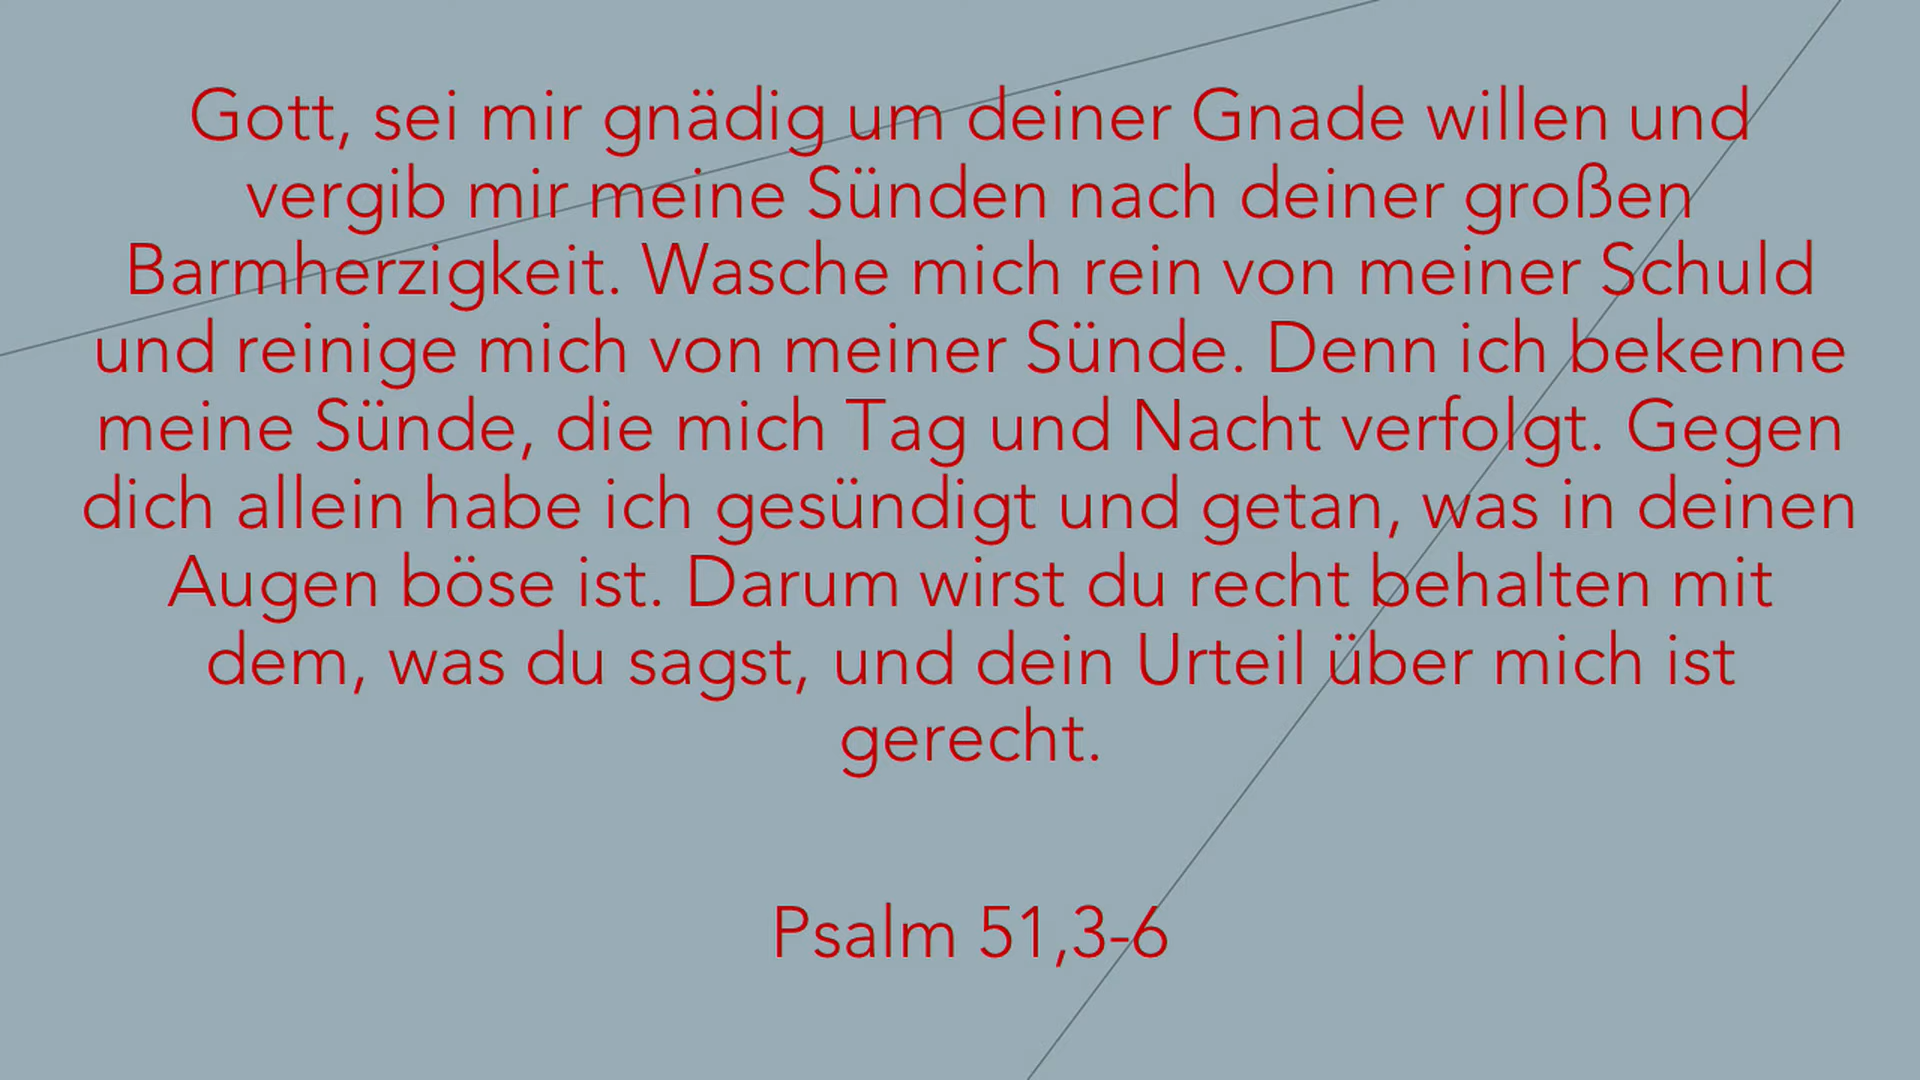 Gott, sei mir gnädig um deiner Gnade willen und
vergib mir meine Sünden nach deiner großen
Barmherzigkeit. Wasche mich rein von meiner Schuld
und reinige mich von meiner Sünde. Denn ich bekenne
meine Sünde, die mich Tag und Nacht verfolgt. Gegen
dich allein habe ich gesündigt und getan, was in deinen
Augen böse ist. Darum wirst du recht behalten mit
dem, was du sagst, und dein Urteil über mich ist
gerecht.
Psalm 51,3-6